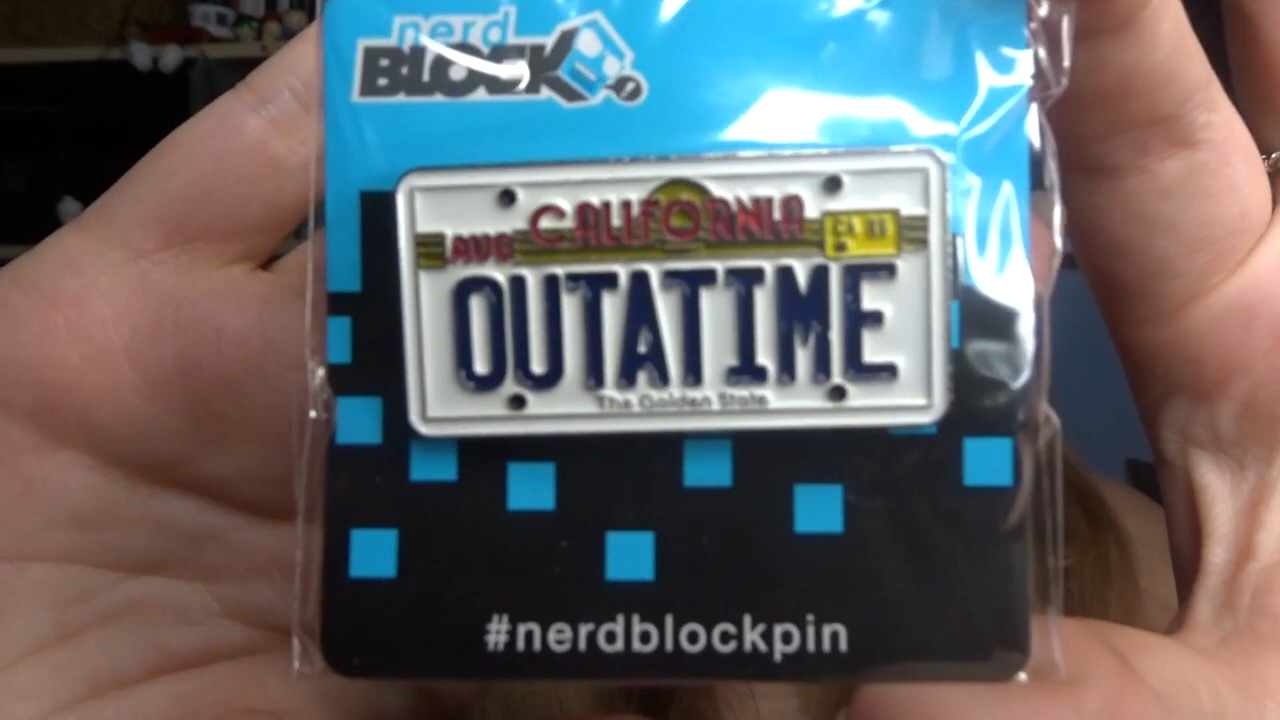 nerd
BLOCK
CALIFORNIA
AUG
OUTATIME
The Golden State
#nerdblockpin